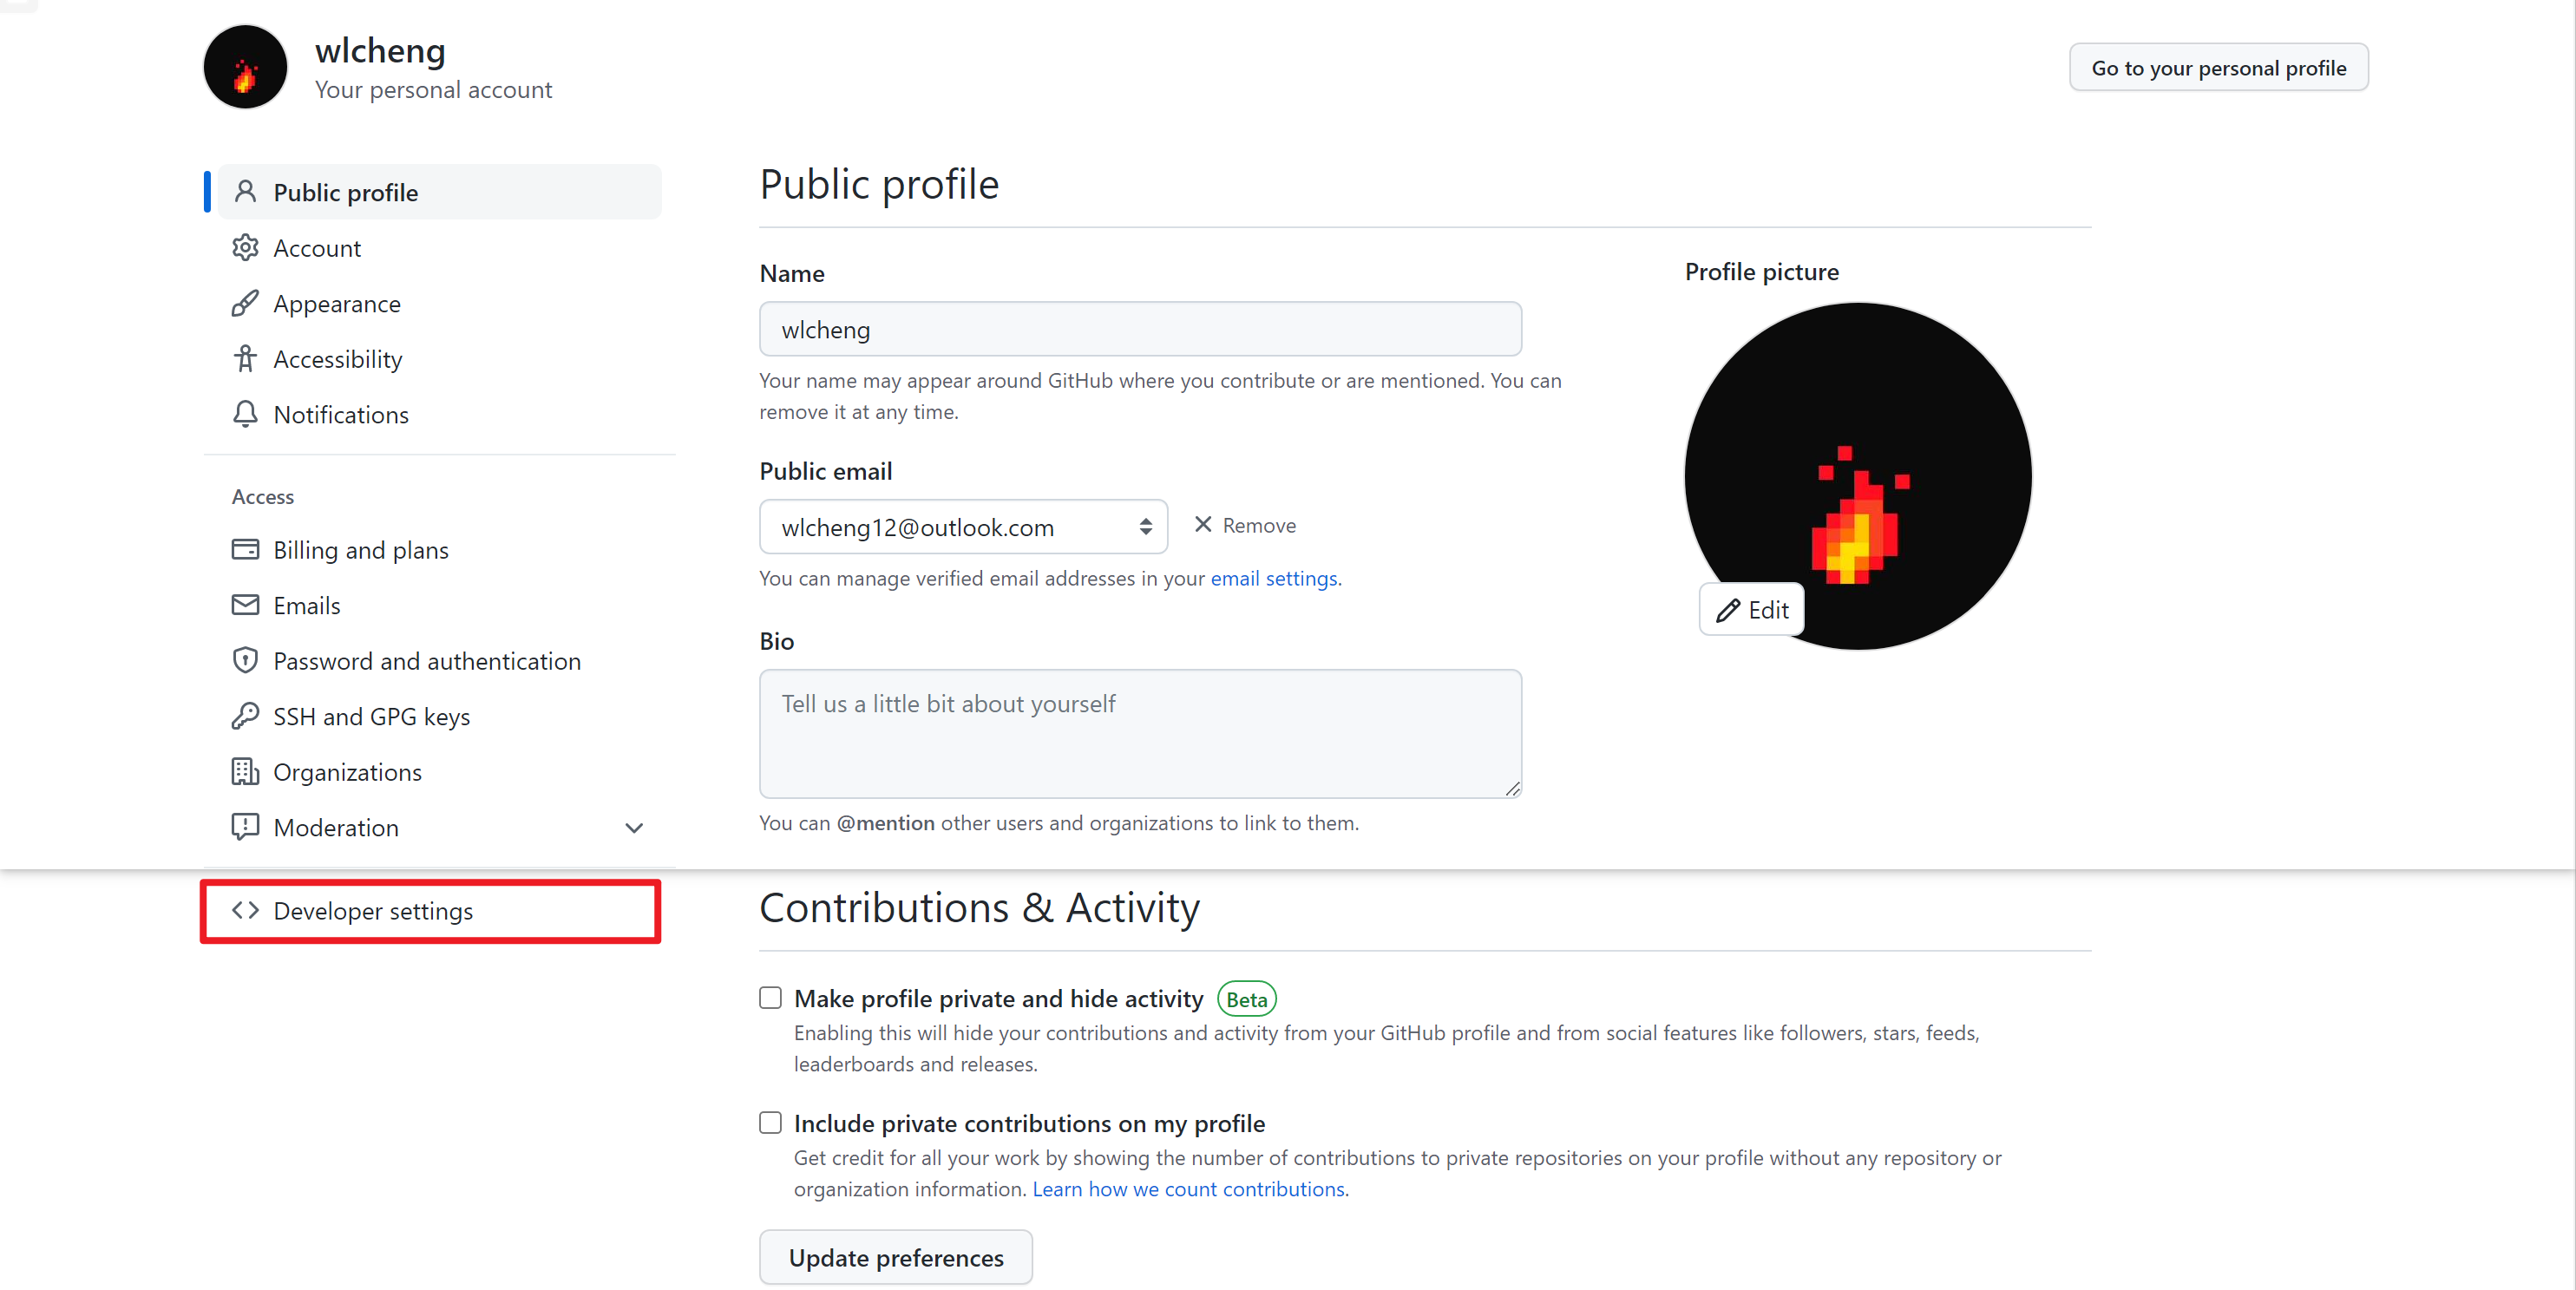 wlcheng
Your personal account
Go to your personal profile
Public profile
Account
Appearance
Accessibility
Notifications
Access
Billing and plans
Emails
Password and authentication
SSH and GPG keys
Organizations
Moderation
Developer settings
Public profile
Name
wlcheng
Your name may appear around GitHub where you contribute or are mentioned. You can
remove it at any time.
Public email
wlcheng12@outlook.com
Remove
You can manage verified email addresses in your email settings.
Bio
Tell us a little bit about yourself
You can @mention other users and organizations to link to them.
Profile picture
Edit
Contributions & Activity
Make profile private and hide activity Beta
Enabling this will hide your contributions and activity from your GitHub profile and from social features like followers, stars, feeds,
leaderboards and releases.
Include private contributions on my profile
Get credit for all your work by showing the number of contributions to private repositories on your profile without any repository or
organization information. Learn how we count contributions.
Update preferences